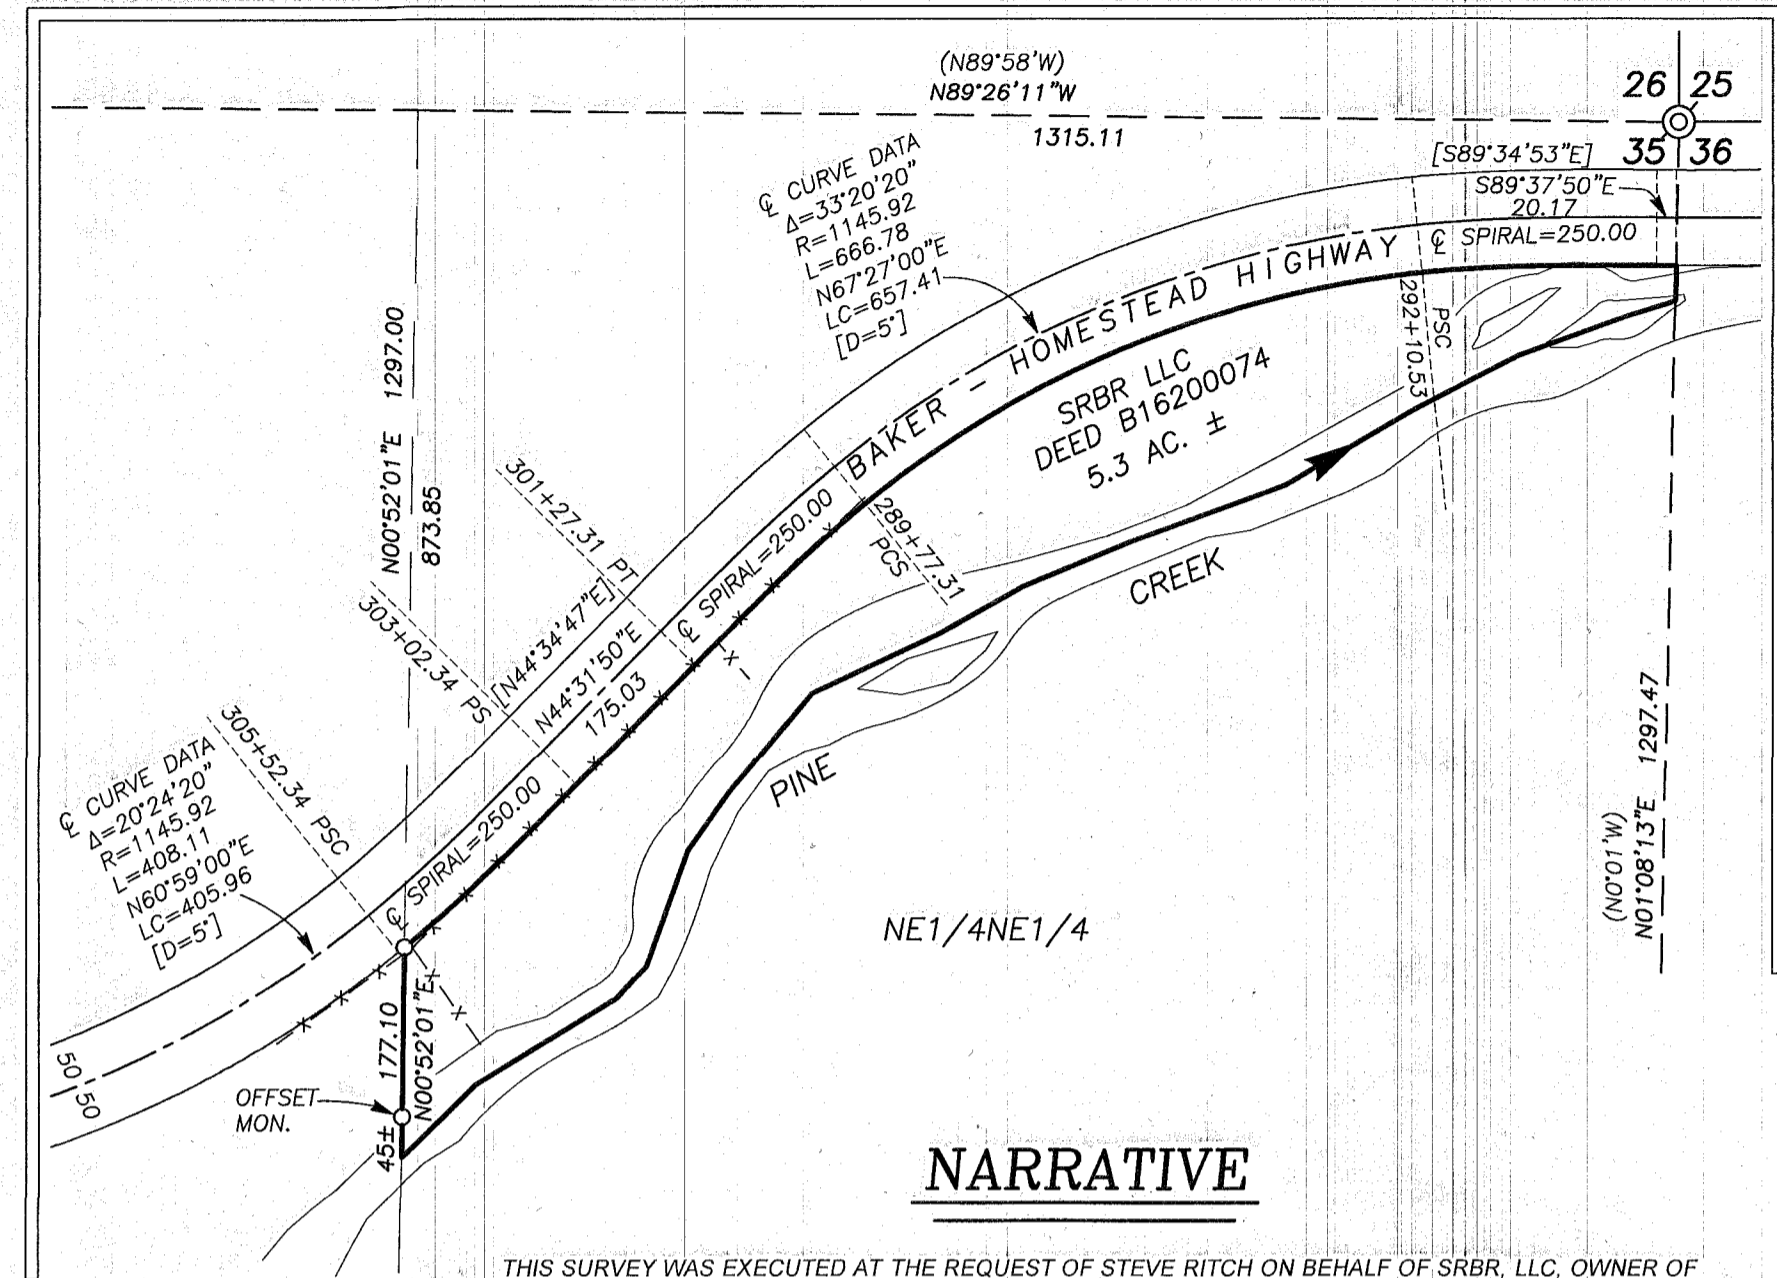 (N89°58'W)
N89°26'11"W
1315.11
26 25
35 36
[S89°34'53"E]
S89°37'50"E
20.17
℄ SPIRAL=250.00
℄ CURVE DATA
Δ=33°20'20"
R=1145.92
L=666.78
N67°27'00"E
LC=657.41
[D=5°]
BAKER – HOMESTEAD HIGHWAY
292+10.53
PSC
SRBR LLC
DEED B16200074
5.3 AC. ±
N00°52'01"E 1297.00
873.85
301+27.31 PT
303+02.34 PS
[N44°34'47"E]
N44°31'50"E
175.03
℄ SPIRAL=250.00
289+77.31
PCS
CREEK
PINE
305+52.34 PSC
℄ CURVE DATA
Δ=20°24'20"
R=1145.92
L=408.11
N60°59'00"E
LC=405.96
[D=5°]
℄ SPIRAL=250.00
NE1/4NE1/4
(N0°01'W)
N01°08'13"E 1297.47
50
50
177.10
N00°52'01"E
OFFSET
MON.
45±
NARRATIVE
THIS SURVEY WAS EXECUTED AT THE REQUEST OF STEVE RITCH ON BEHALF OF SRBR, LLC, OWNER OF